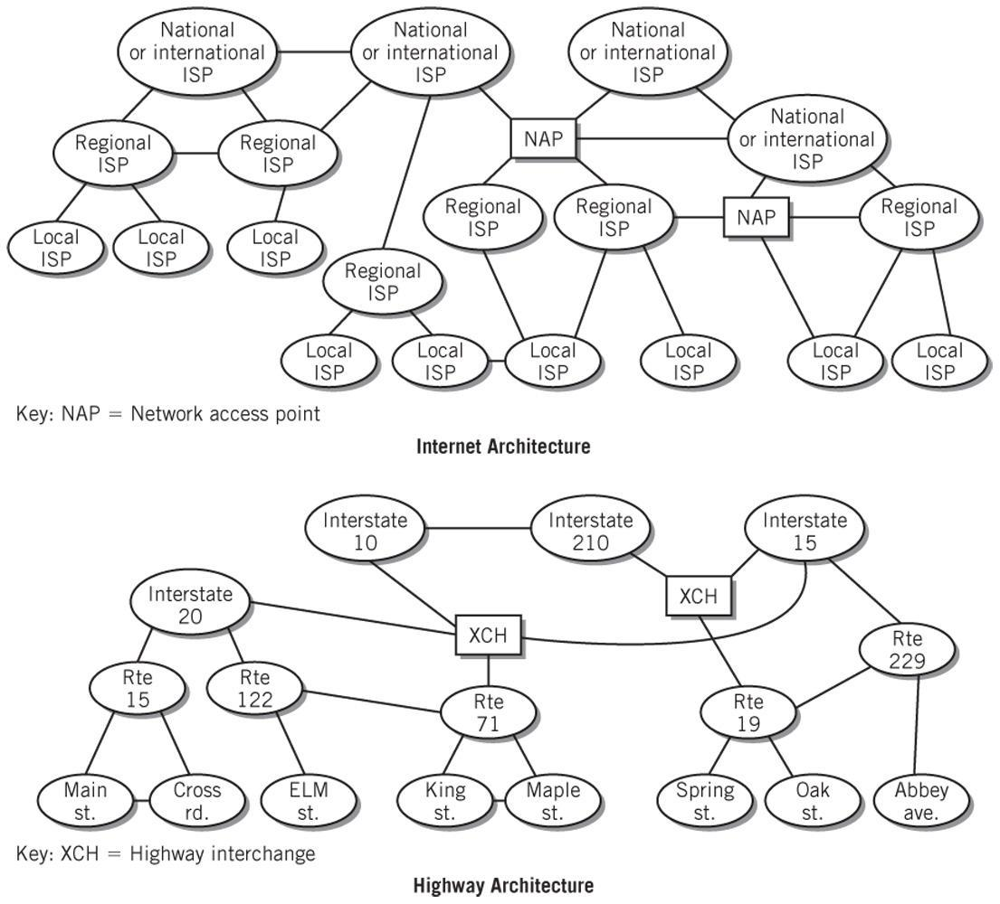 National
or international
ISP
National
or international
ISP
National
or international
ISP
National
or international
ISP
NAP
Regional
ISP
Regional
ISP
Regional
ISP
Regional
ISP
NAP
Regional
ISP
Local
ISP
Local
ISP
Local
ISP
Regional
ISP
Local
ISP
Local
ISP
Local
ISP
Local
ISP
Local
ISP
Local
ISP
Key: NAP = Network access point
Internet Architecture
Interstate
10
Interstate
210
Interstate
15
XCH
Interstate
20
XCH
Rte
229
Rte
15
Rte
122
Rte
71
Rte
19
Main
st.
Cross
rd.
ELM
st.
King
st.
Maple
st.
Spring
st.
Oak
st.
Abbey
ave.
Key: XCH = Highway interchange
Highway Architecture